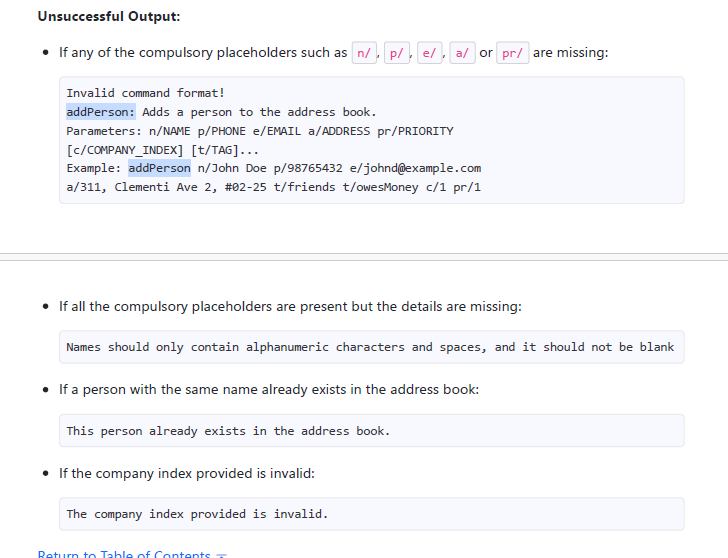 Unsuccessful Output:
If any of the compulsory placeholders such as n/, p/, e/, a/ or pr/ are missing:
Invalid command format!
addPerson: Adds a person to the address book.
Parameters: n/NAME p/PHONE e/EMAIL a/ADDRESS pr/PRIORITY
[c/COMPANY_INDEX] [t/TAG]...
Example: addPerson n/John Doe p/98765432 e/johnd@example.com
a/311, Clementi Ave 2, #02-25 t/friends t/owesMoney c/1 pr/1
If all the compulsory placeholders are present but the details are missing:
Names should only contain alphanumeric characters and spaces, and it should not be blank
If a person with the same name already exists in the address book:
This person already exists in the address book.
If the company index provided is invalid:
The company index provided is invalid.
Return to Table of Contents